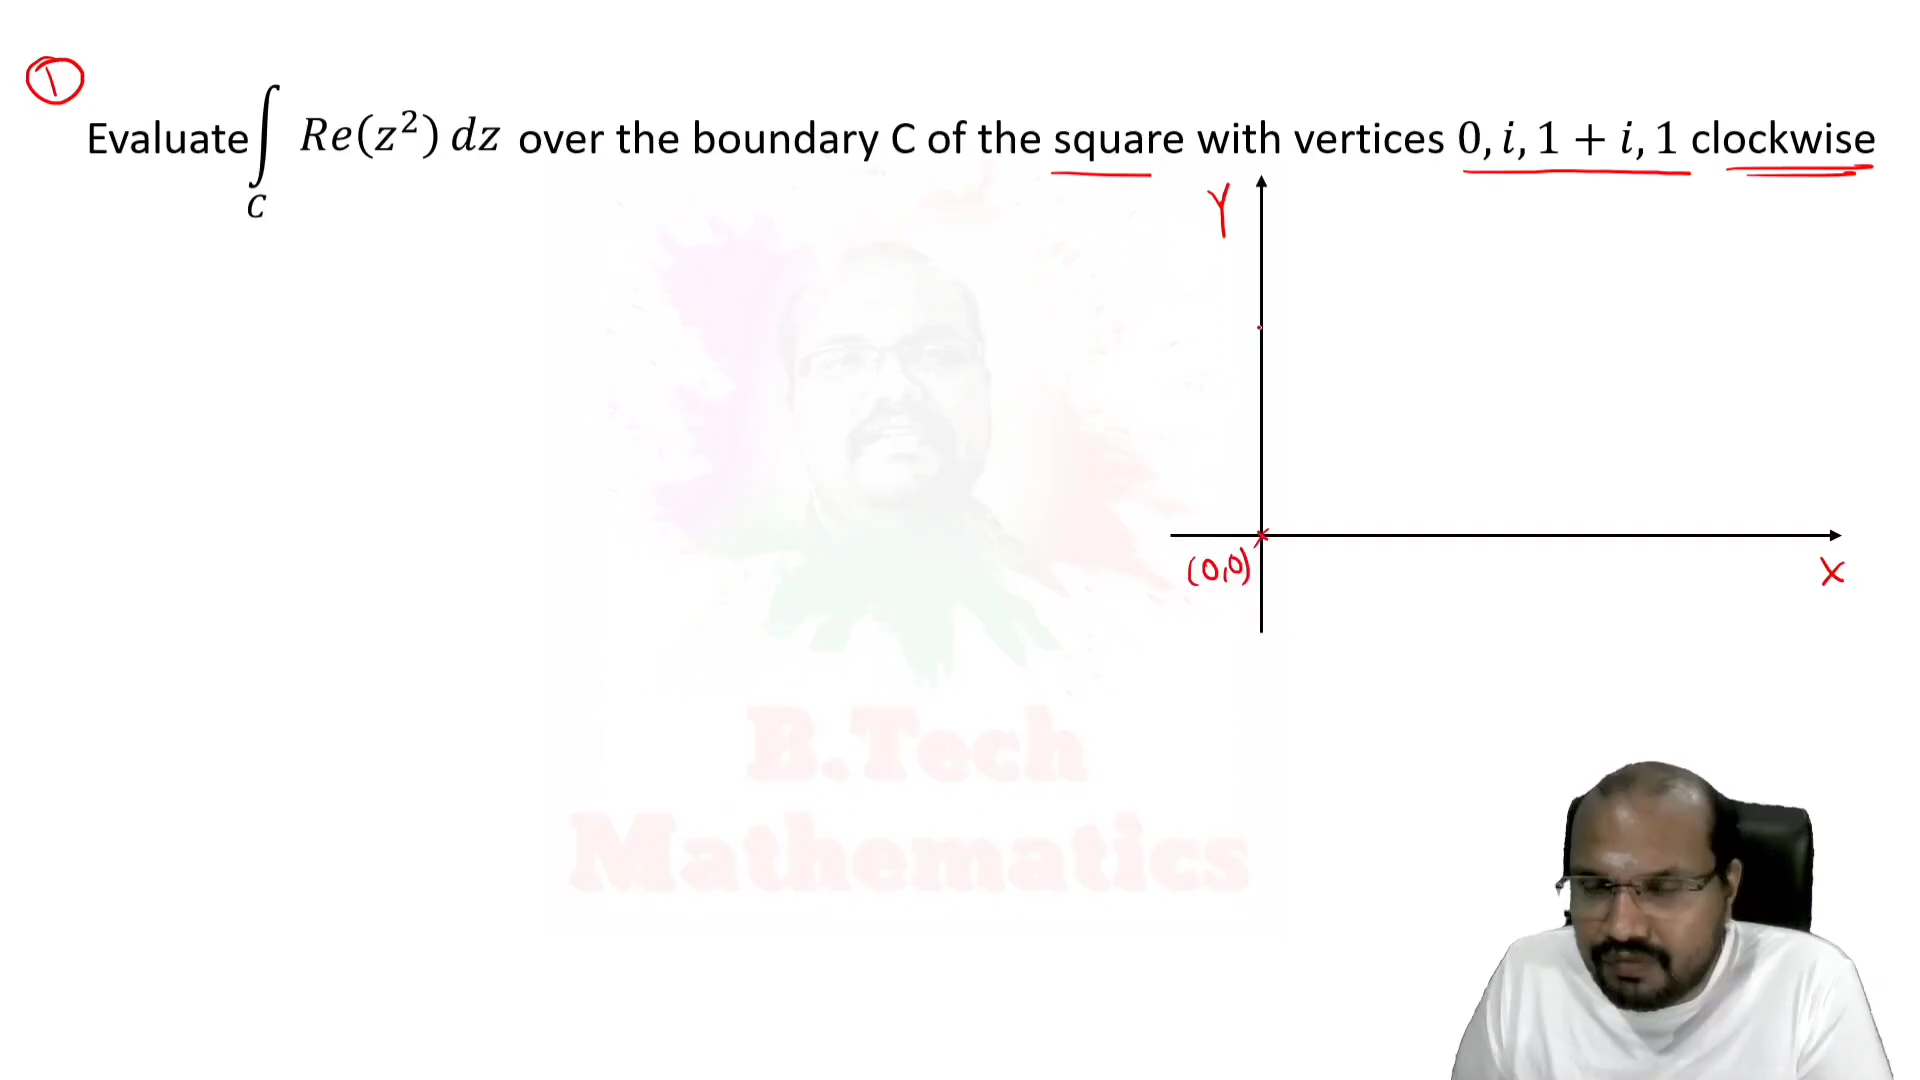 ①
Evaluate ∫_C Re(z²) dz over the boundary C of the square with vertices 0, i, 1 + i, 1 clockwise
Y
(0,0)
X
B.Tech
Mathematics